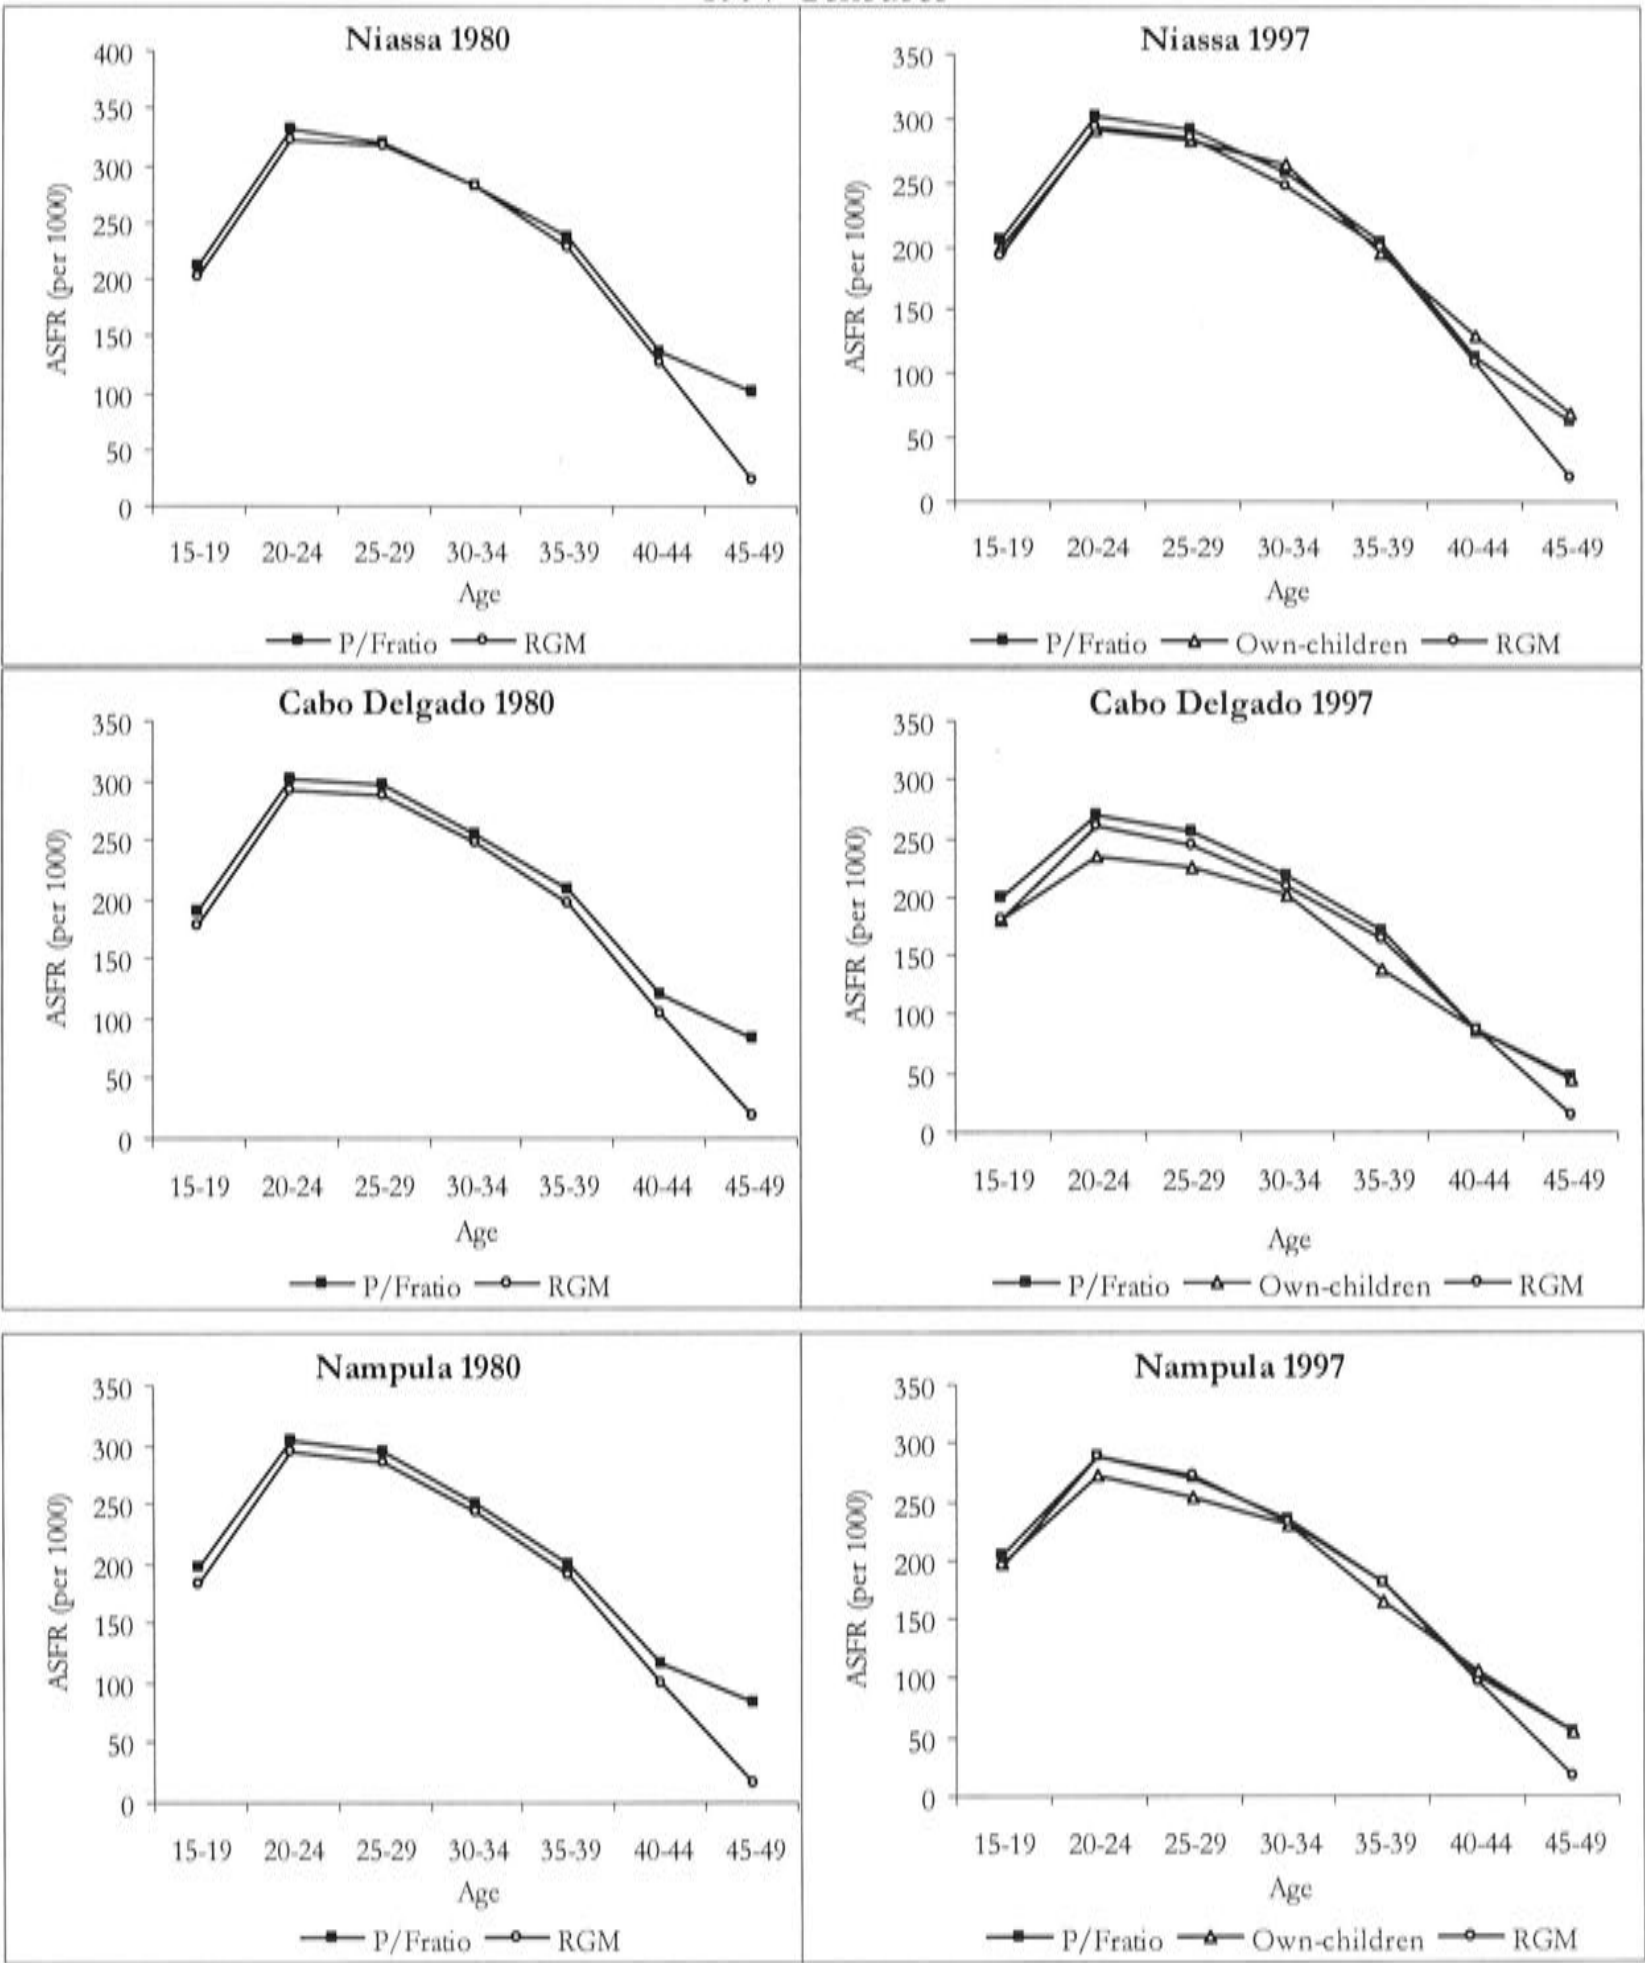 Niassa 1980
400
350
300
250
200
150
100
50
0
ASFR (per 1000)
15-19 20-24 25-29 30-34 35-39 40-44 45-49
Age
P/Fratio RGM
Niassa 1997
350
300
250
200
150
100
50
0
ASFR (per 1000)
15-19 20-24 25-29 30-34 35-39 40-44 45-49
Age
P/Fratio Own-children RGM
Cabo Delgado 1980
350
300
250
200
150
100
50
0
ASFR (per 1000)
15-19 20-24 25-29 30-34 35-39 40-44 45-49
Age
P/Fratio RGM
Cabo Delgado 1997
350
300
250
200
150
100
50
0
ASFR (per 1000)
15-19 20-24 25-29 30-34 35-39 40-44 45-49
Age
P/Fratio Own-children RGM
Nampula 1980
350
300
250
200
150
100
50
0
ASFR (per 1000)
15-19 20-24 25-29 30-34 35-39 40-44 45-49
Age
P/Fratio RGM
Nampula 1997
350
300
250
200
150
100
50
0
ASFR (per 1000)
15-19 20-24 25-29 30-34 35-39 40-44 45-49
Age
P/Fratio Own-children RGM